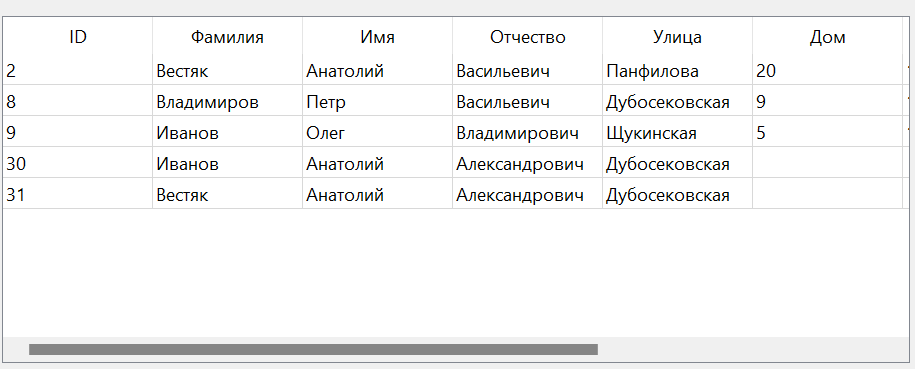 ID Фамилия Имя Отчество Улица Дом
2 Вестяк Анатолий Васильевич Панфилова 20
8 Владимиров Петр Васильевич Дубосековская 9
9 Иванов Олег Владимирович Щукинская 5
30 Иванов Анатолий Александрович Дубосековская
31 Вестяк Анатолий Александрович Дубосековская